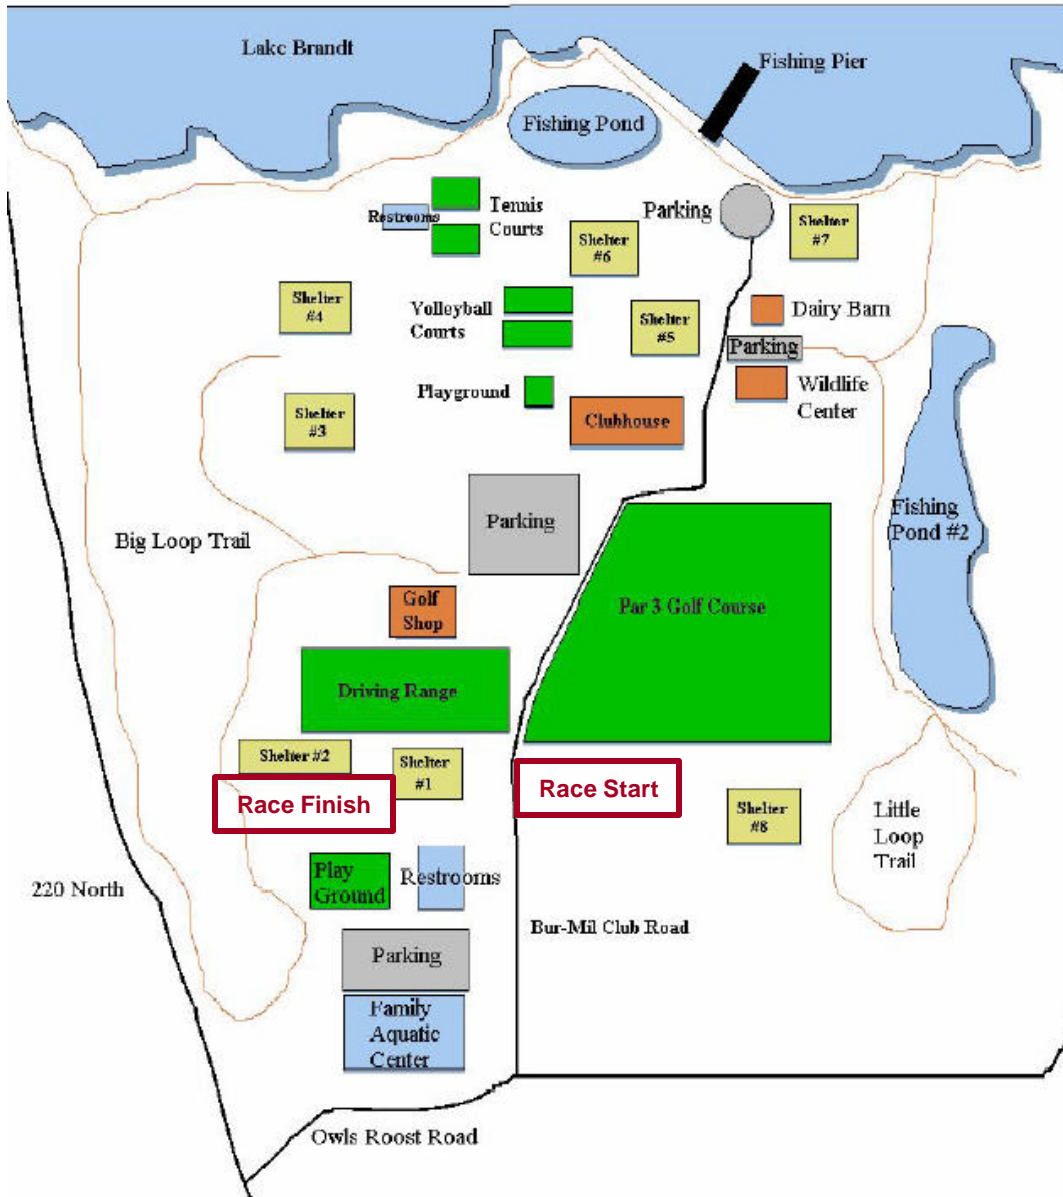 Lake Brandt
Fishing Pier
Fishing Pond
Restrooms
Tennis
Courts
Parking
Shelter
#7
Shelter
#6
Shelter
#4
Volleyball
Courts
Shelter
#5
Dairy Barn
Parking
Playground
Wildlife
Center
Shelter
#3
Clubhouse
Big Loop Trail
Parking
Fishing
Pond #2
Golf
Shop
Par 3 Golf Course
Driving Range
Shelter #2
Shelter
#1
Race Finish
Race Start
Shelter
#8
Little
Loop
Trail
220 North
Play
Ground
Restrooms
Bur-Mil Club Road
Parking
Family
Aquatic
Center
Owls Roost Road